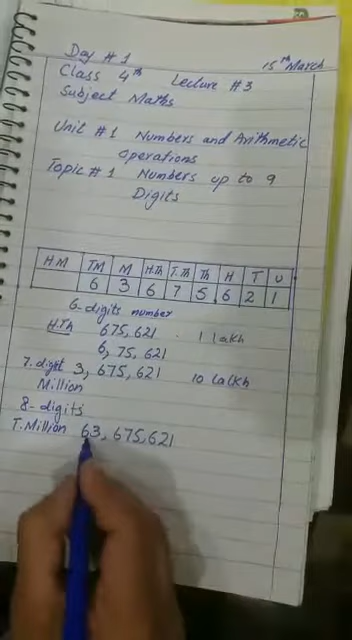 Day # 1
15th March
Class 4th Lecture # 3
Subject Maths
Unit # 1 Numbers and Arithmetic
Operations
Topic # 1 Numbers up to 9
Digits
H.M T.M M H.Th T.Th Th H T U
6 3 6 7 5 6 2 1
6-digits number
H.Th 675,621 1 lakh
6, 75, 621
7-digit 3, 675, 621 10 lakh
Million
8-digits
T.Million 63, 675,621